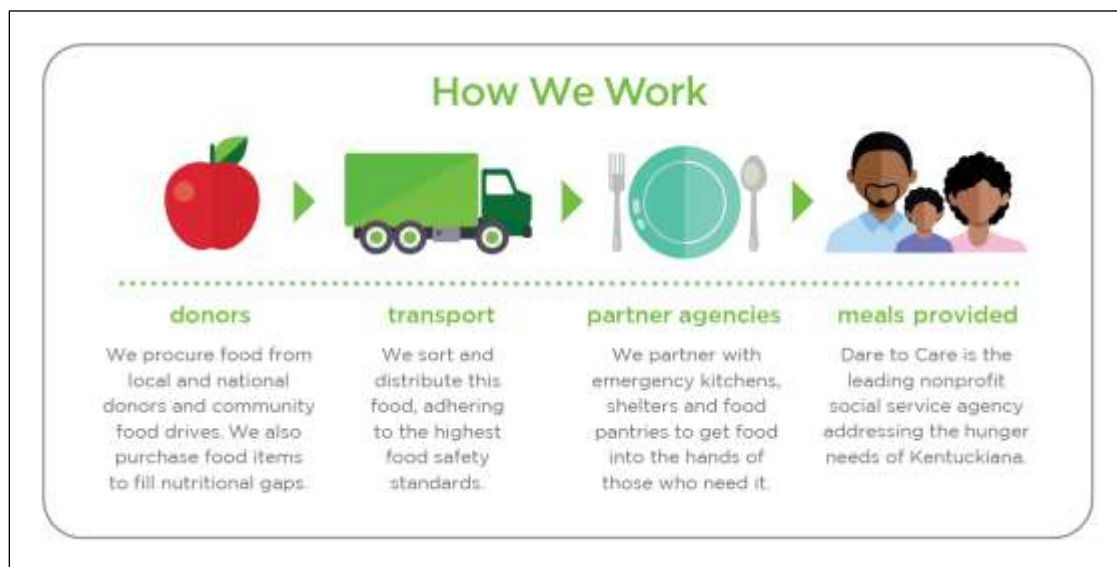 How We Work
donors
We procure food from
local and national
donors and community
food drives. We also
purchase food items
to fill nutritional gaps.
transport
We sort and
distribute this
food, adhering
to the highest
food safety
standards.
partner agencies
We partner with
emergency kitchens,
shelters and food
pantries to get food
into the hands of
those who need it.
meals provided
Dare to Care is the
leading nonprofit
social service agency
addressing the hunger
needs of Kentuckiana.